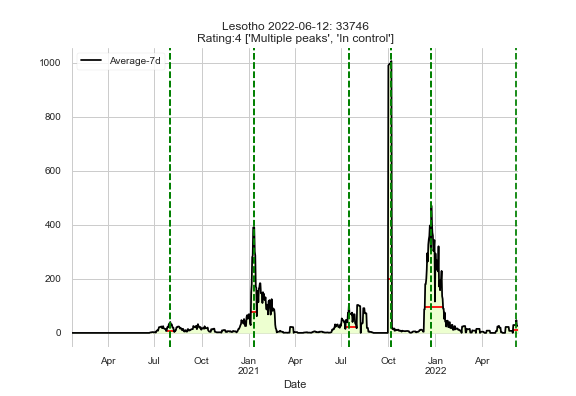 Lesotho 2022-06-12: 33746
Rating:4 ['Multiple peaks', 'In control']
Average-7d
1000
800
600
400
200
0
Apr Jul Oct Jan Apr Jul Oct Jan Apr
2021 2022
Date